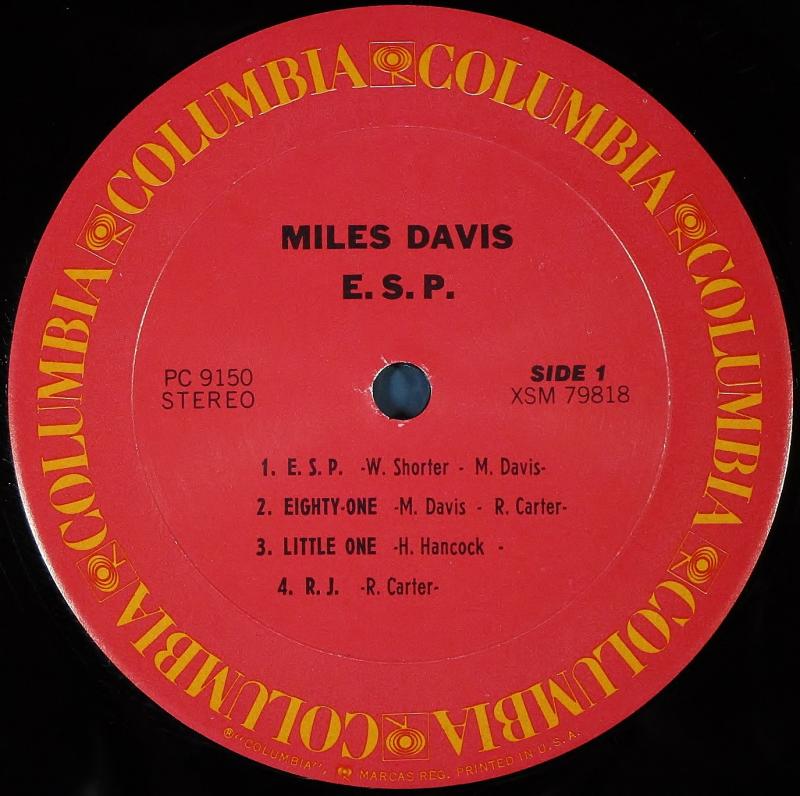 COLUMBIA COLUMBIA COLUMBIA COLUMBIA COLUMBIA COLUMBIA
MILES DAVIS
E. S. P.
PC 9150
STEREO
SIDE 1
XSM 79818
1. E. S. P. -W. Shorter - M. Davis-
2. EIGHTY-ONE -M. Davis - R. Carter-
3. LITTLE ONE -H. Hancock -
4. R. J. -R. Carter-
®"COLUMBIA", MARCAS REG. PRINTED IN U.S.A.